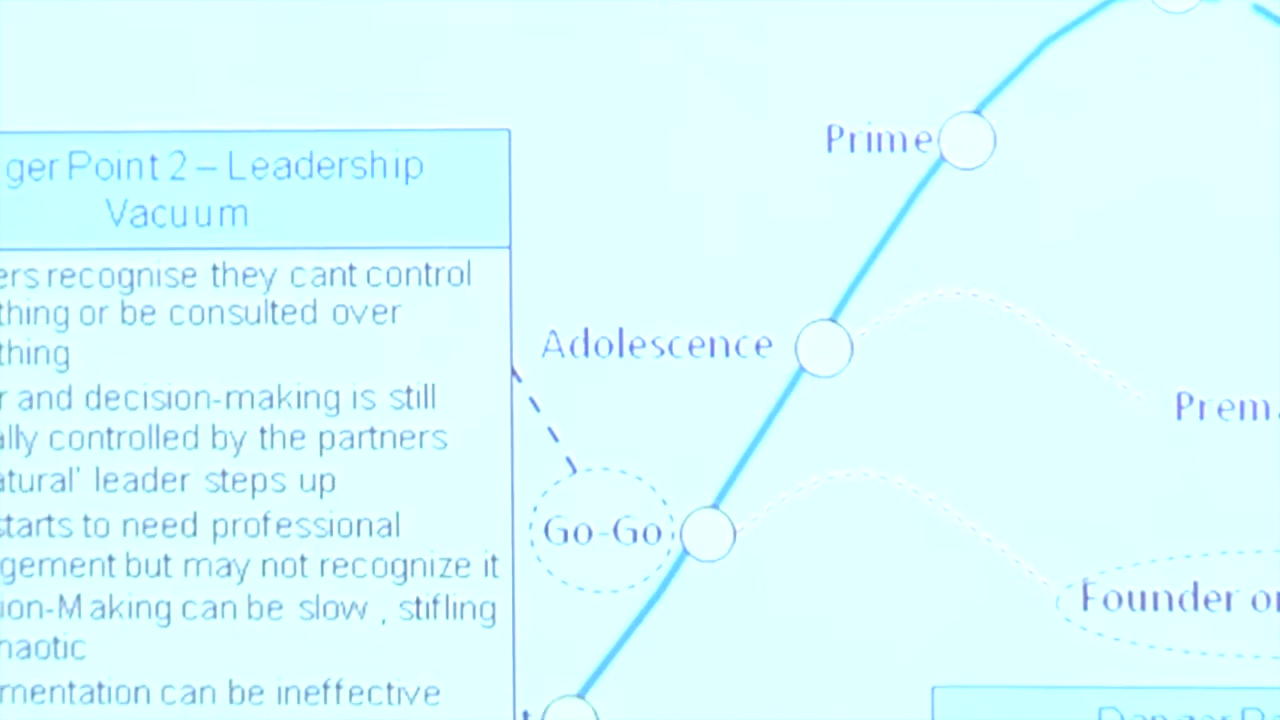 ger Point 2 – Leadership
Vacuum
ers recognise they cant control
thing or be consulted over
thing
r and decision-making is still
ally controlled by the partners
atural' leader steps up
starts to need professional
gement but may not recognize it
ion-Making can be slow , stifling
haotic
mentation can be ineffective
Prime
Adolescence
Go-Go
Prem
Founder or
t
Danger Po